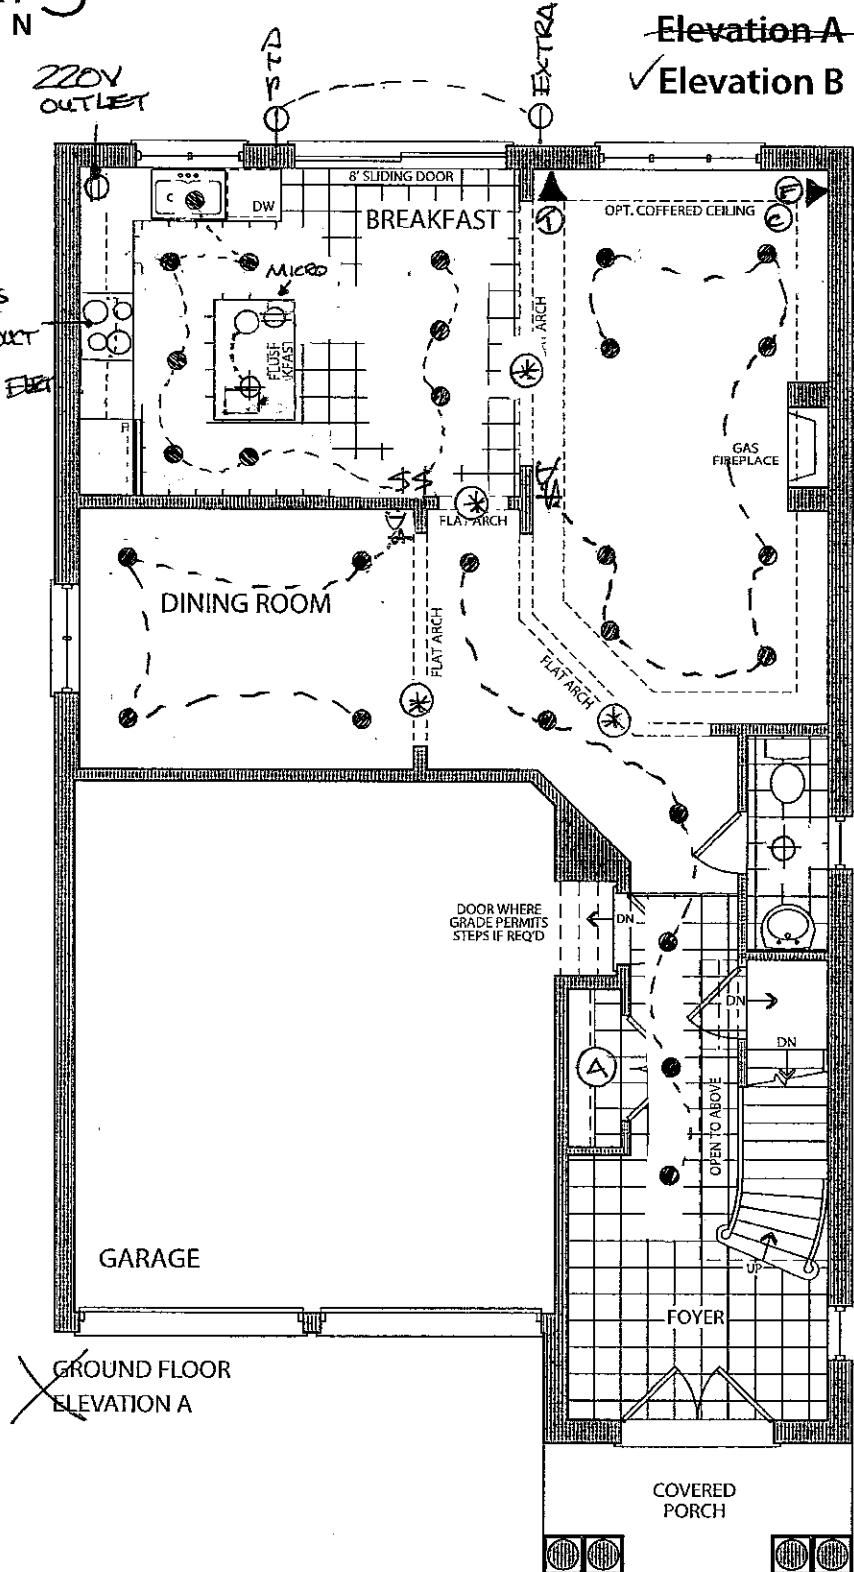 N
Elevation A
Elevation B
220V
OUTLET
STD
EXTRA
8' SLIDING DOOR
C
DW
BREAKFAST
OPT. COFFERED CEILING
F
C
T
MICRO
ARCH
FLUSH
KFAST
ELEC
GAS
FIREPLACE
$$
FLAT ARCH
DINING ROOM
FLAT ARCH
FLAT ARCH
DOOR WHERE
GRADE PERMITS
STEPS IF REQ'D
DN
DN
DN
A
OPEN TO ABOVE
GARAGE
UP
FOYER
GROUND FLOOR
ELEVATION A
COVERED
PORCH